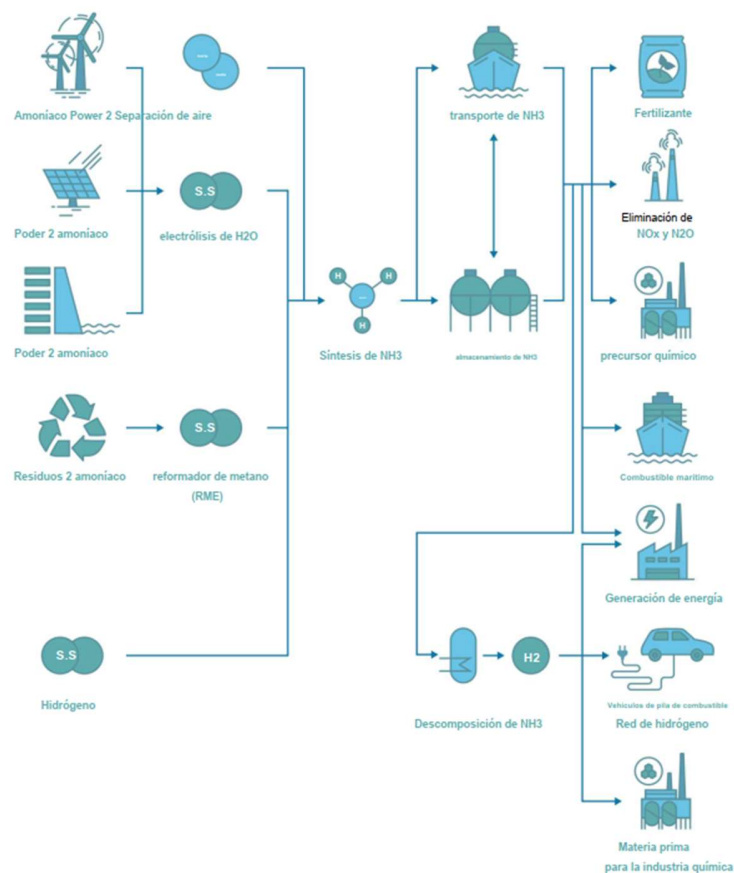 Amoníaco Power 2 Separación de aire
transporte de NH3
Fertilizante
S.S
Poder 2 amoníaco
electrólisis de H2O
Eliminación de
NOx y N2O
H
H
H
Poder 2 amoníaco
Síntesis de NH3
almacenamiento de NH3
precursor químico
S.S
Residuos 2 amoníaco
reformador de metano
(RME)
Combustible marítimo
Generación de energía
S.S
H2
Hidrógeno
Descomposición de NH3
Vehículos de pila de combustible
Red de hidrógeno
Materia prima
para la industria química